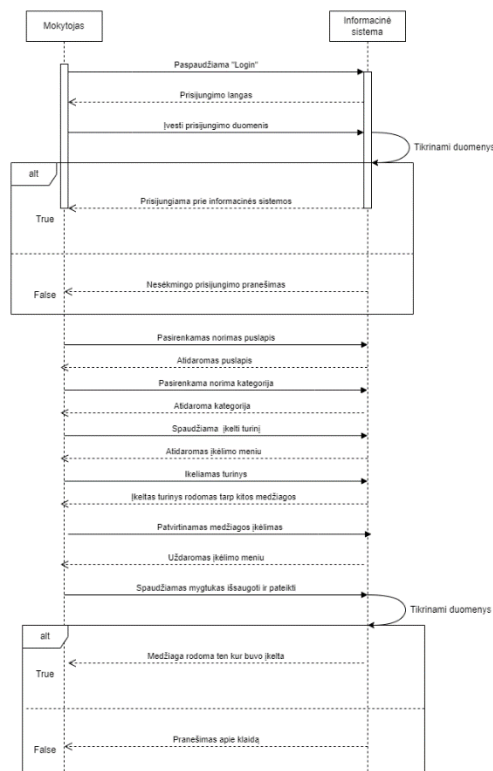 Mokytojas
Informacinė
sistema
Paspaudžiama "Login"
Prisijungimo langas
Įvesti prisijungimo duomenis
Tikrinami duomenys
alt
Prisijungiama prie informacinės sistemos
True
Nesėkmingo prisijungimo pranešimas
False
Pasirenkamas norimas puslapis
Atidaromas puslapis
Pasirenkama norima kategorija
Atidaroma kategorija
Spaudžiama įkelti turinį
Atidaromas įkėlimo meniu
Įkeliamas turinys
Įkeltas turinys rodomas tarp kitos medžiagos
Patvirtinamas medžiagos įkėlimas
Uždaromas įkėlimo meniu
Spaudžiamas mygtukas išsaugoti ir pateikti
Tikrinami duomenys
alt
Medžiaga rodoma ten kur buvo įkelta
True
Pranešimas apie klaidą
False